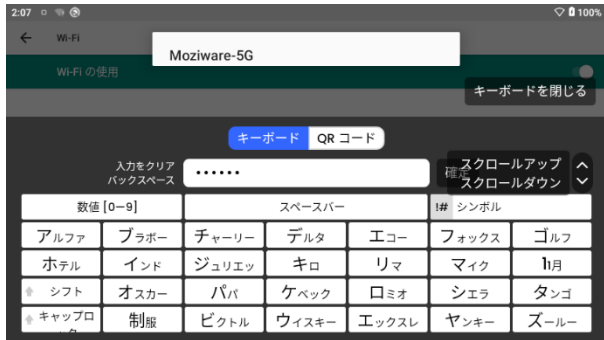 2:07
100%
Wi-Fi
Moziware-5G
Wi-Fi の使用
キーボードを閉じる
キーボード QR コード
入力をクリア
バックスペース
••••••
確定
スクロールアップ
スクロールダウン
数値 [0–9] スペースバー !# シンボル
アルファ ブラボー チャーリー デルタ エコー フォックス ゴルフ
ホテル インド ジュリエッ キロ リマ マイク 11月
シフト オスカー パパ ケベック ロミオ シエラ タンゴ
キャップロ 制服 ビクトル ウィスキー エックスレ ヤンキー ズールー